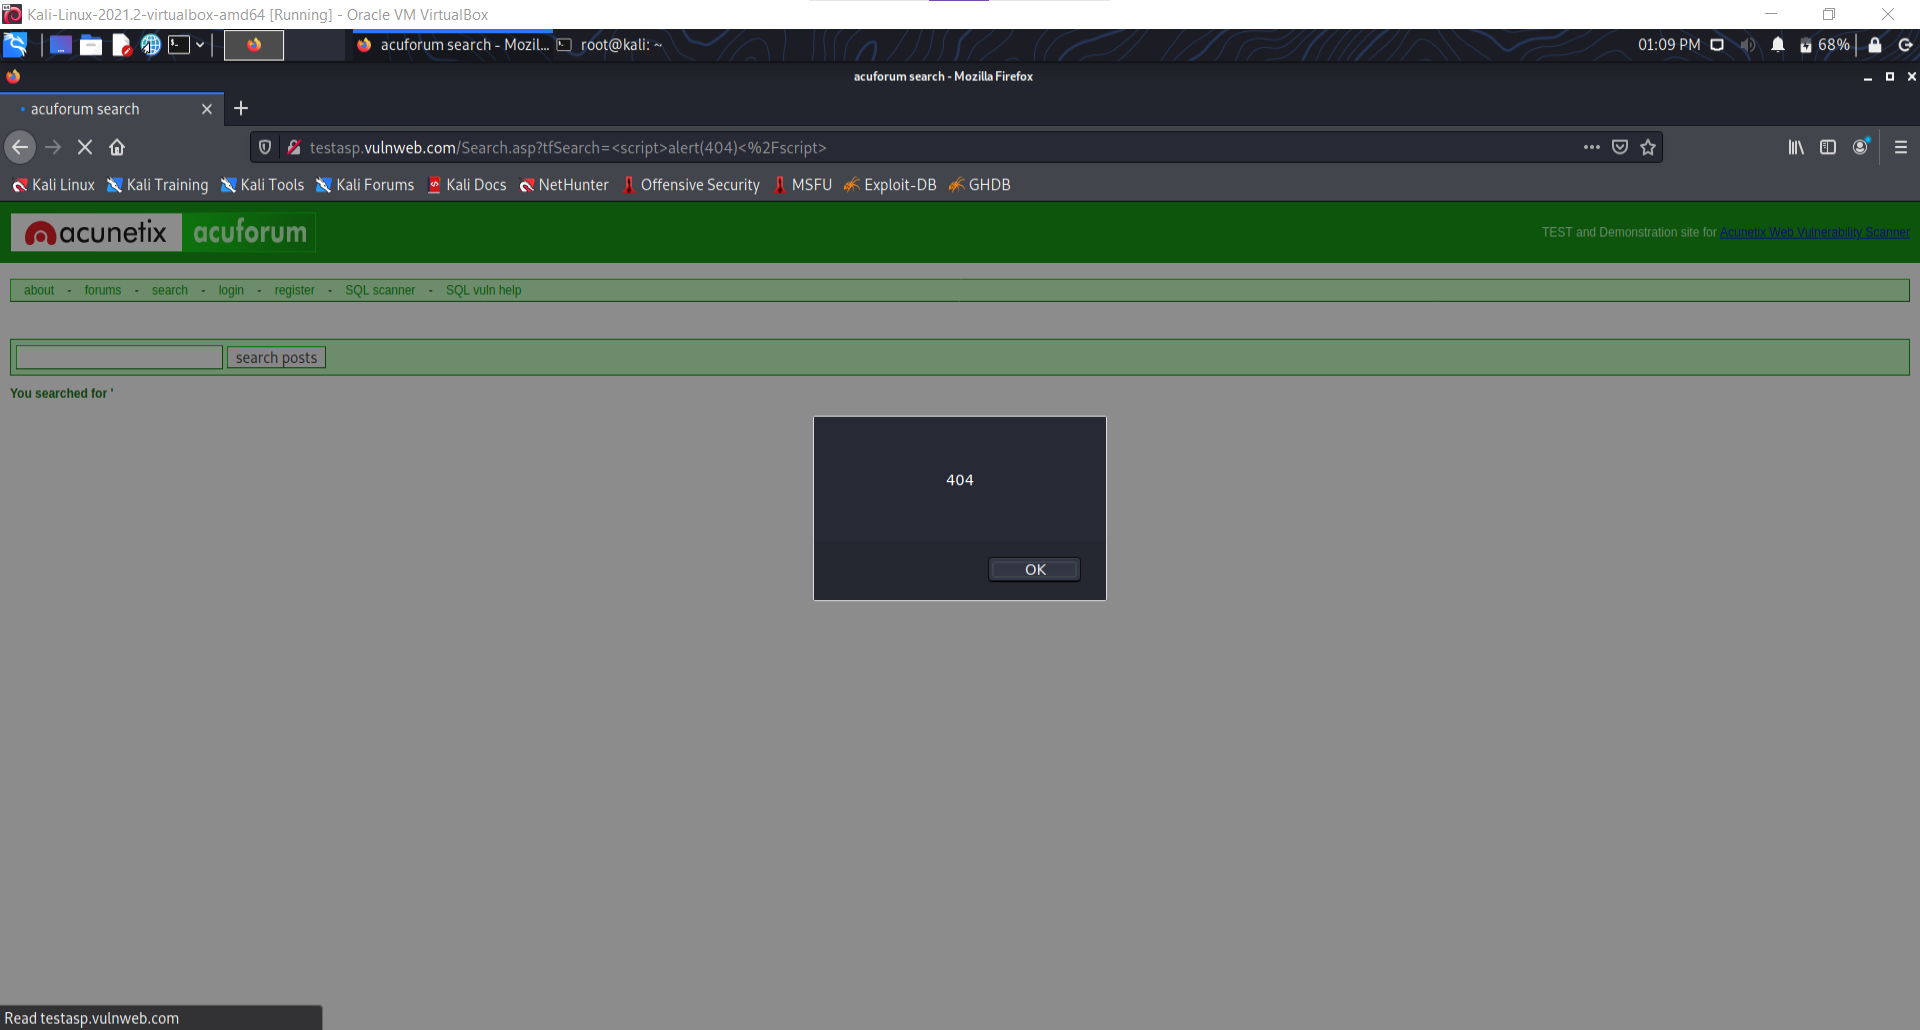 Kali-Linux-2021.2-virtualbox-amd64 [Running] - Oracle VM VirtualBox
acuforum search - Mozil... root@kali: ~ 01:09 PM 68%
acuforum search - Mozilla Firefox
acuforum search
testasp.vulnweb.com/Search.asp?tfSearch=<script>alert(404)<%2Fscript>
Kali Linux Kali Training Kali Tools Kali Forums Kali Docs NetHunter Offensive Security MSFU Exploit-DB GHDB
acunetix acuforum TEST and Demonstration site for Acunetix Web Vulnerability Scanner
about - forums - search - login - register - SQL scanner - SQL vuln help
search posts
You searched for '
404
OK
Read testasp.vulnweb.com